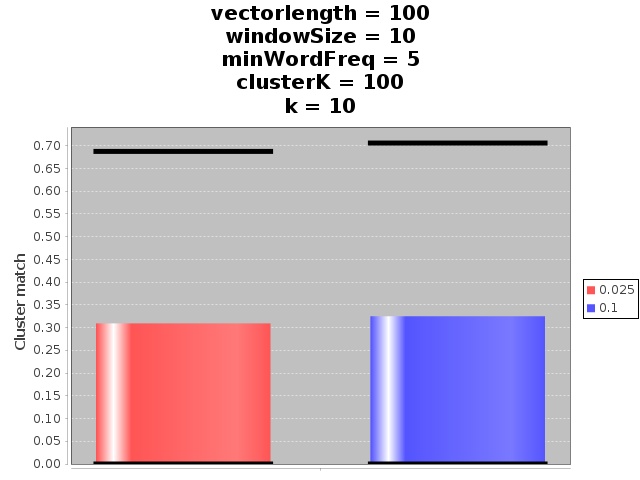 vectorlength = 100
windowSize = 10
minWordFreq = 5
clusterK = 100
k = 10
0.70
0.65
0.60
0.55
0.50
0.45
0.40
0.35
0.30
0.25
0.20
0.15
0.10
0.05
0.00
Cluster match
0.025
0.1